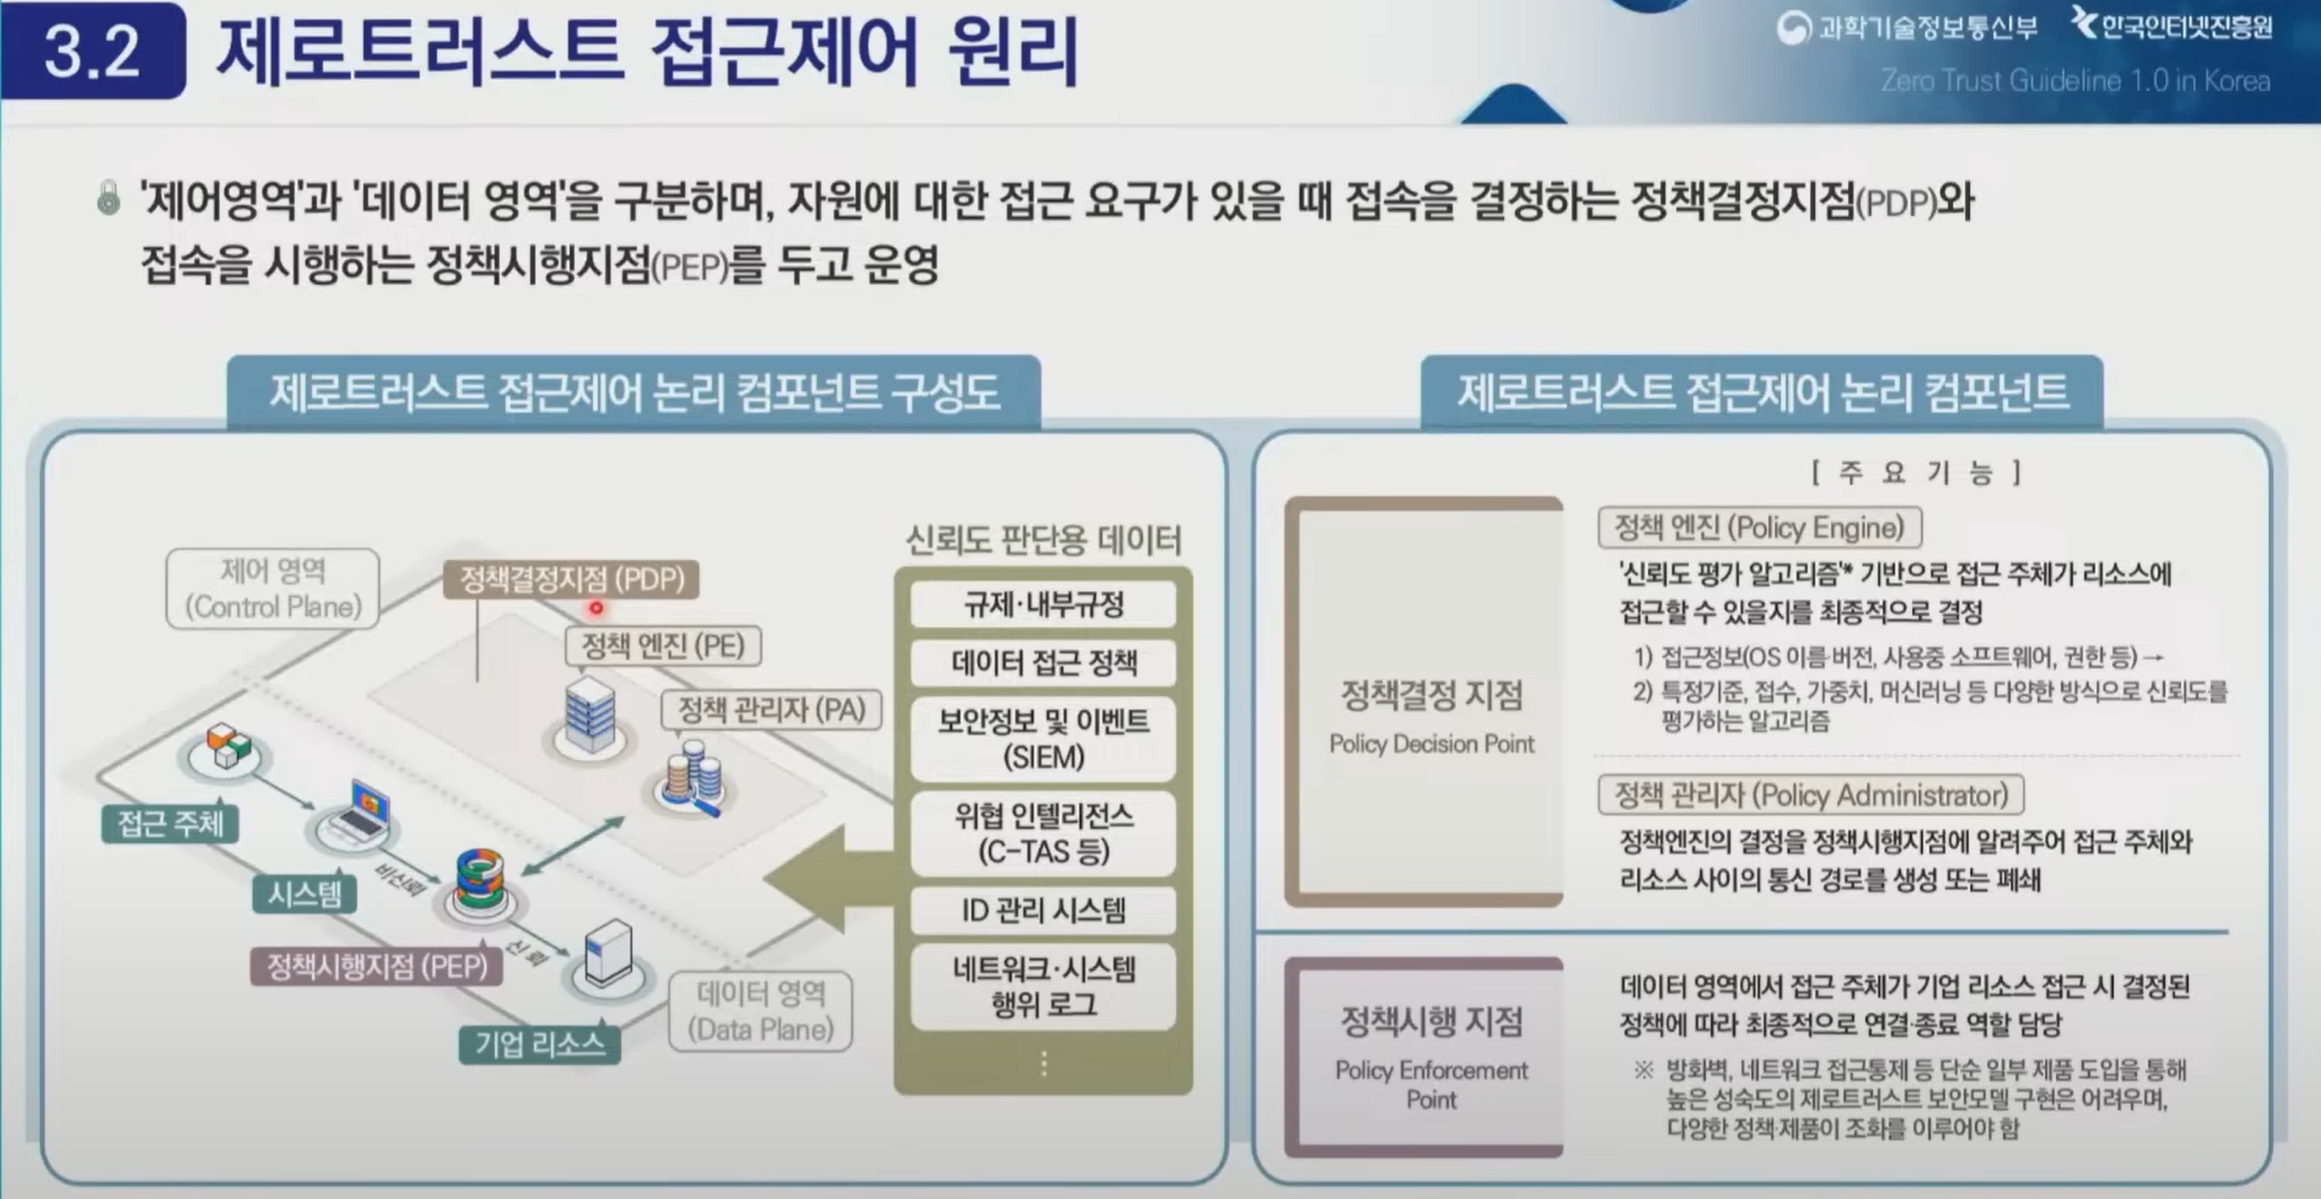 3.2 제로트러스트 접근제어 원리
과학기술정보통신부 한국인터넷진흥원
Zero Trust Guideline 1.0 in Korea
'제어영역'과 '데이터 영역'을 구분하며, 자원에 대한 접근 요구가 있을 때 접속을 결정하는 정책결정지점(PDP)와
접속을 시행하는 정책시행지점(PEP)를 두고 운영
제로트러스트 접근제어 논리 컴포넌트 구성도
제어 영역
(Control Plane)
정책결정지점 (PDP)
정책 엔진 (PE)
정책 관리자 (PA)
접근 주체
시스템
비신뢰
정책시행지점 (PEP)
신뢰
기업 리소스
데이터 영역
(Data Plane)
신뢰도 판단용 데이터
규제·내부규정
데이터 접근 정책
보안정보 및 이벤트
(SIEM)
위협 인텔리전스
(C-TAS 등)
ID 관리 시스템
네트워크·시스템
행위 로그
⋮
제로트러스트 접근제어 논리 컴포넌트
[ 주 요 기 능 ]
정책결정 지점
Policy Decision Point
정책 엔진 (Policy Engine)
'신뢰도 평가 알고리즘'* 기반으로 접근 주체가 리소스에
접근할 수 있을지를 최종적으로 결정
1) 접근정보(OS 이름·버전, 사용중 소프트웨어, 권한 등) →
2) 특정기준, 점수, 가중치, 머신러닝 등 다양한 방식으로 신뢰도를
평가하는 알고리즘
정책 관리자 (Policy Administrator)
정책엔진의 결정을 정책시행지점에 알려주어 접근 주체와
리소스 사이의 통신 경로를 생성 또는 폐쇄
정책시행 지점
Policy Enforcement
Point
데이터 영역에서 접근 주체가 기업 리소스 접근 시 결정된
정책에 따라 최종적으로 연결·종료 역할 담당
※ 방화벽, 네트워크 접근통제 등 단순 일부 제품 도입을 통해
높은 성숙도의 제로트러스트 보안모델 구현은 어려우며,
다양한 정책·제품이 조화를 이루어야 함